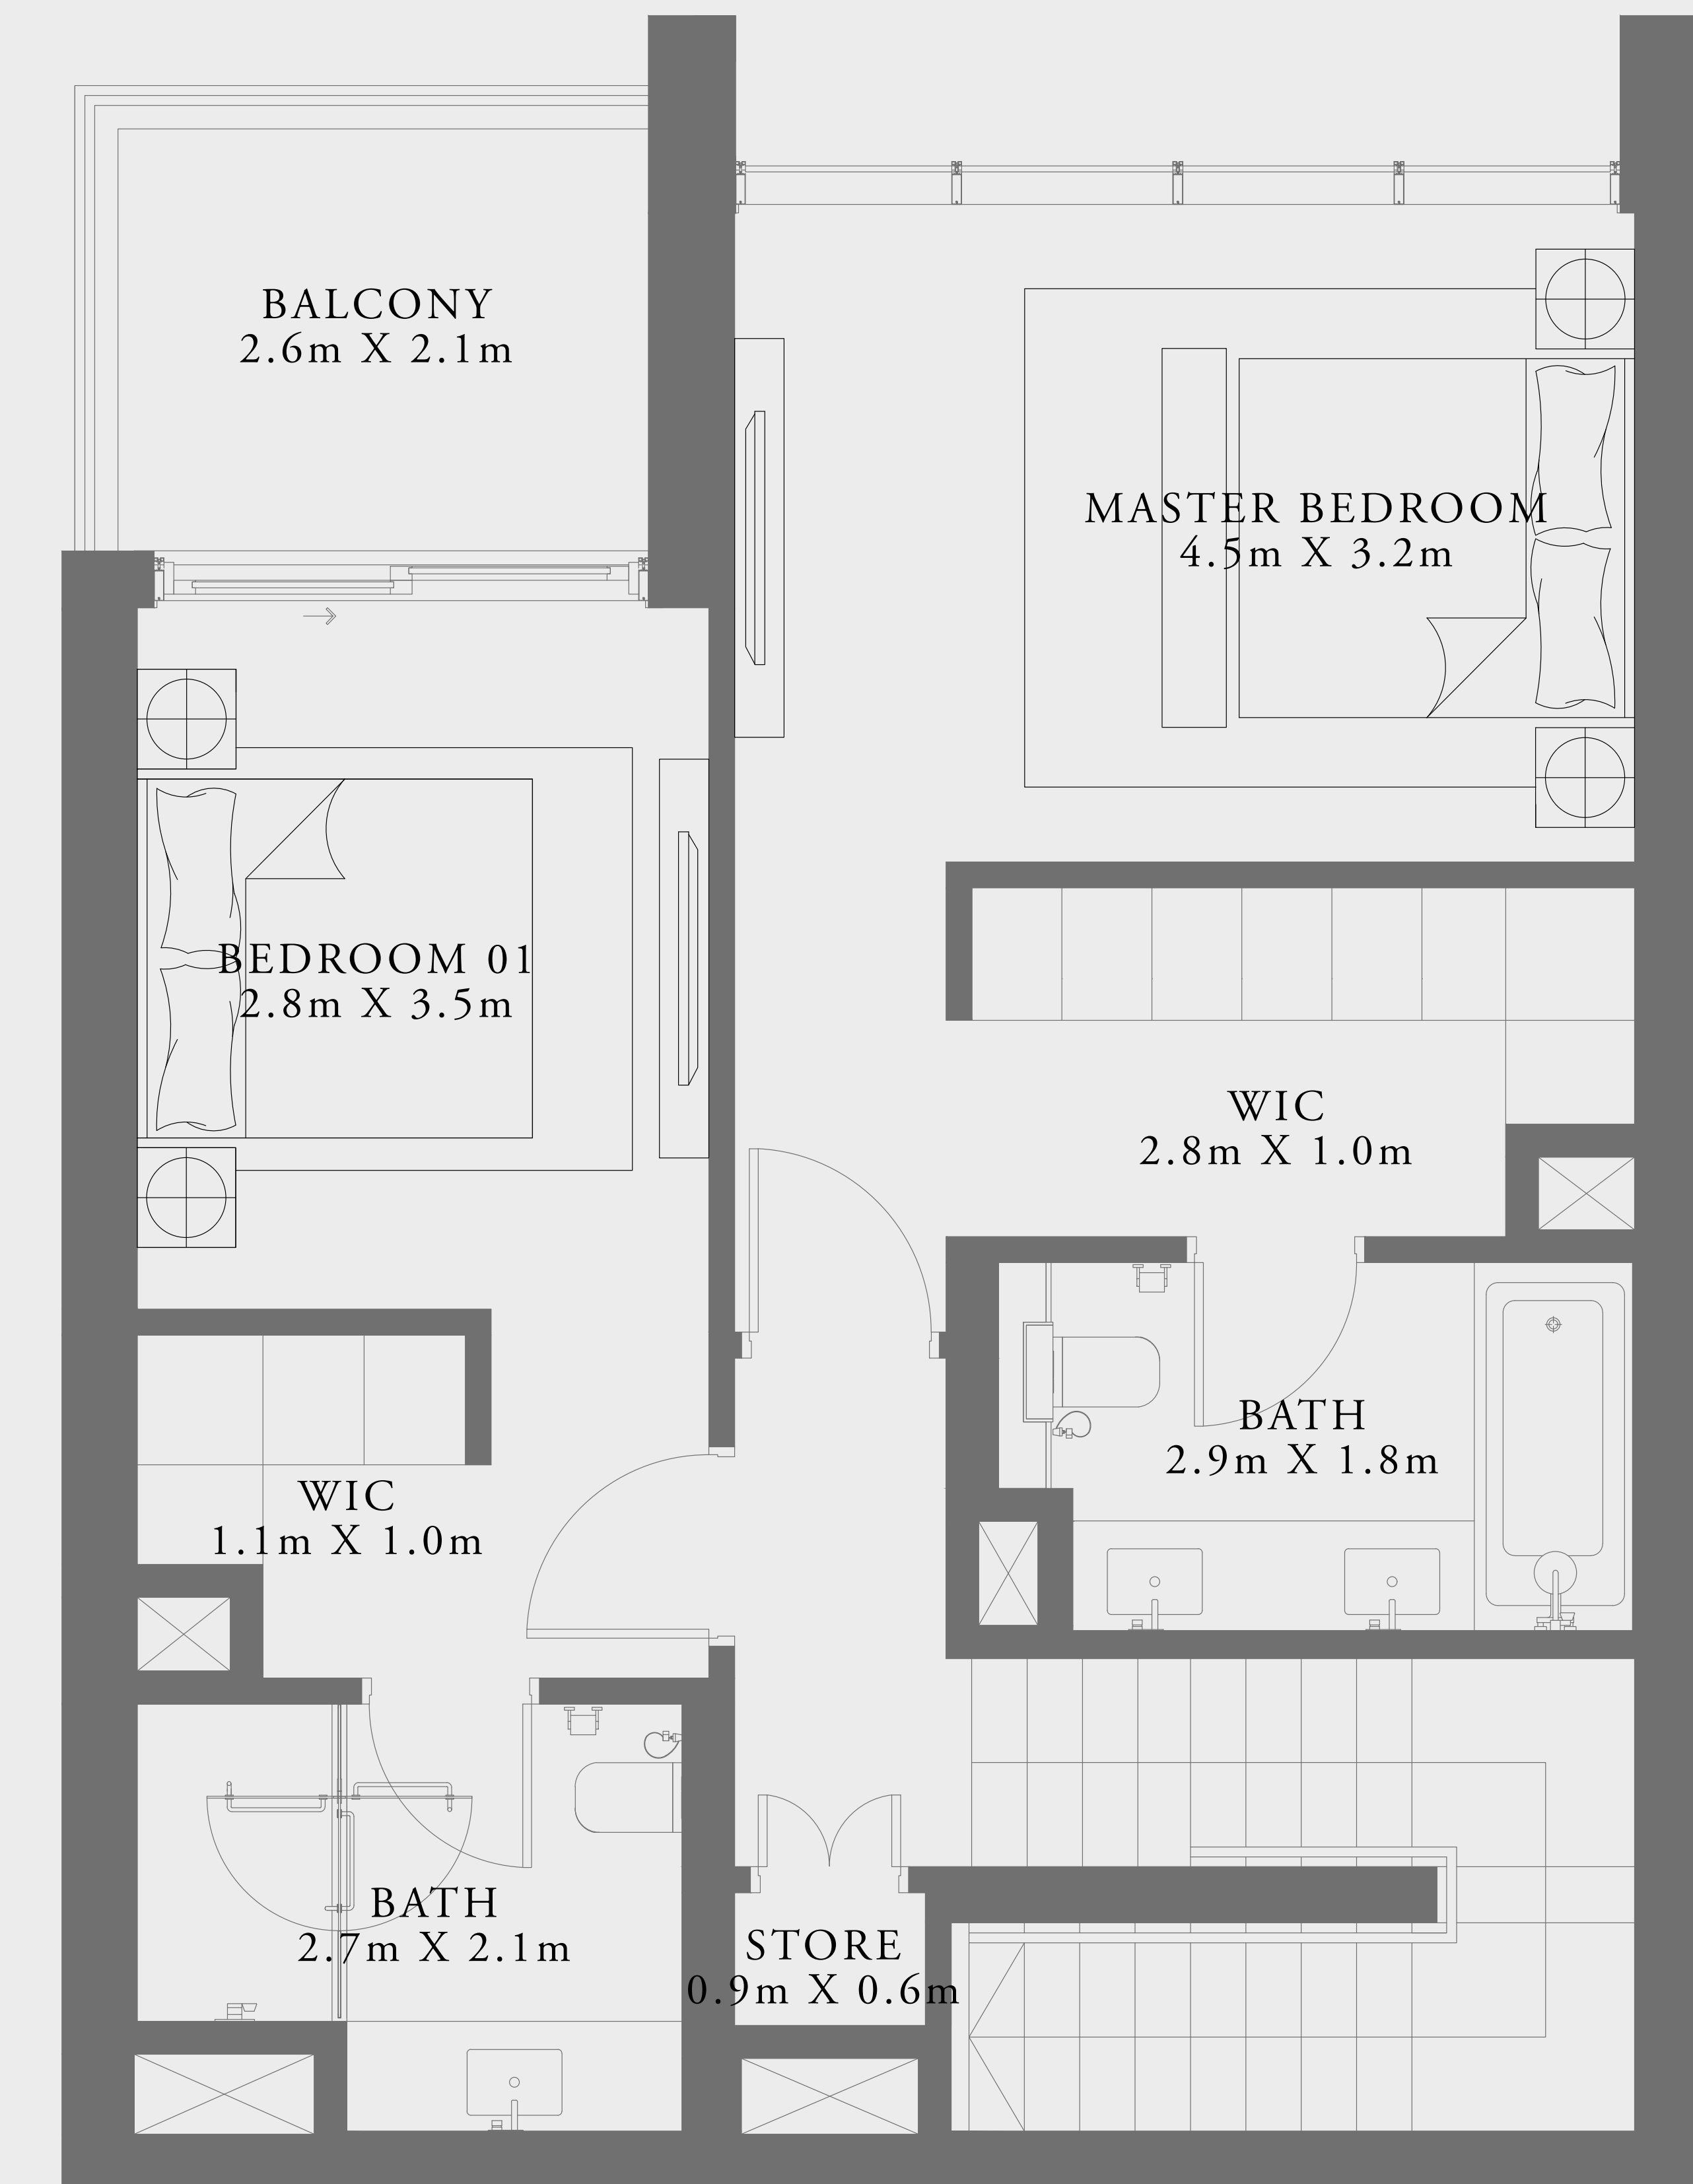 BALCONY
2.6m X 2.1m
MASTER BEDROOM
4.5m X 3.2m
BEDROOM 01
2.8m X 3.5m
WIC
2.8m X 1.0m
BATH
2.9m X 1.8m
WIC
1.1m X 1.0m
BATH
2.7m X 2.1m
STORE
0.9m X 0.6m